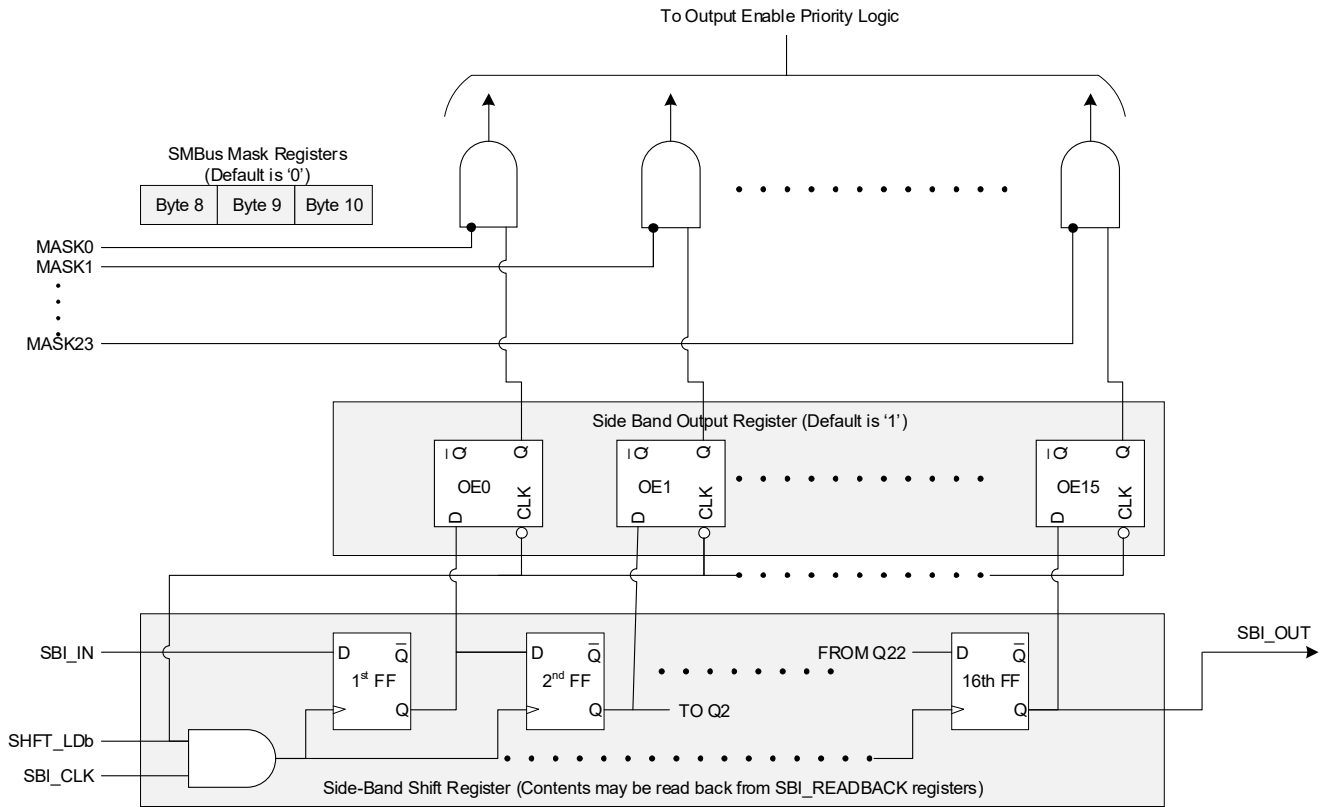 To Output Enable Priority Logic
SMBus Mask Registers
(Default is ‘0’)
Byte 8 Byte 9 Byte 10
MASK0
MASK1
MASK23
Side Band Output Register (Default is ‘1’)
Q Q Q Q Q Q
OE0 OE1 OE15
D CLK D CLK D CLK
SBI_IN
D Q
1st FF
Q
D Q
2nd FF
Q
TO Q2
FROM Q22
D Q
16th FF
Q
SBI_OUT
SHFT_LDb
SBI_CLK
Side-Band Shift Register (Contents may be read back from SBI_READBACK registers)